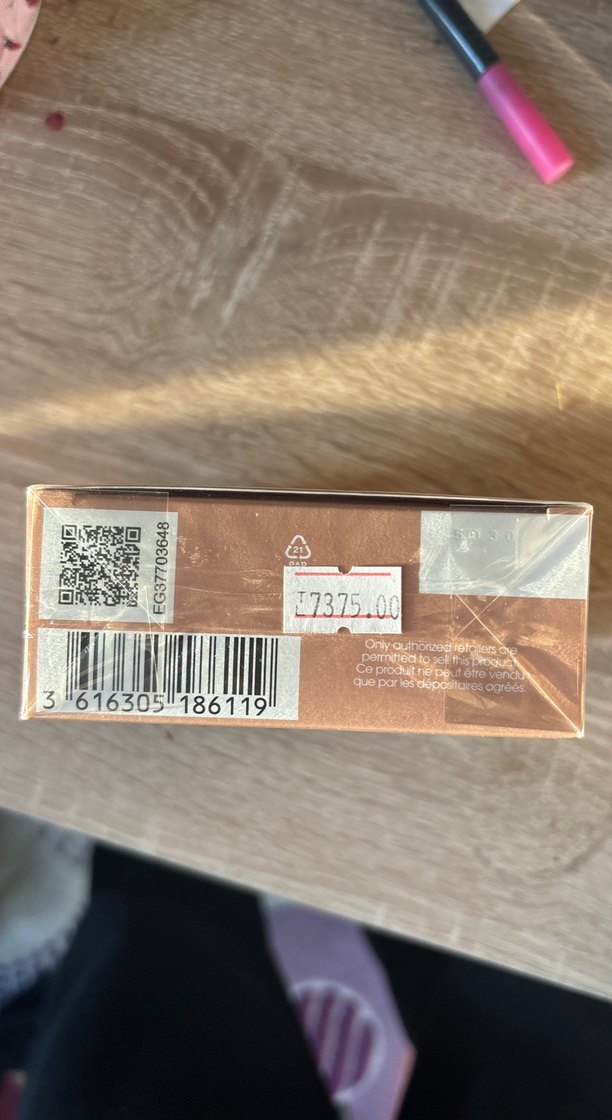 EG37703648
21
PAP
7375.00
3 616305 186119
Only authorized retailers are
permitted to sell this product.
Ce produit ne peut être vendu
que par les dépositaires agréés.